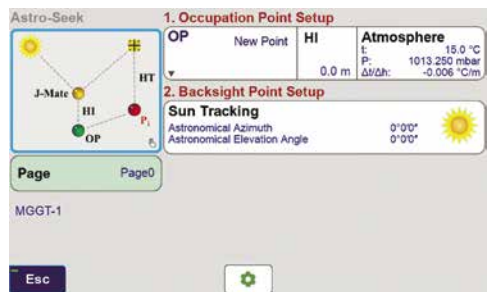 Astro-Seek
1. Occupation Point Setup
OP
New Point
HI
0.0 m
Atmosphere
t: 15.0 °C
P: 1013.250 mbar
Δt/Δh: -0.006 °C/m
J-Mate
HT
HI
P₁
OP
2. Backsight Point Setup
Sun Tracking
Astronomical Azimuth 0°0'0"
Astronomical Elevation Angle 0°0'0"
Page Page0
MGGT-1
Esc